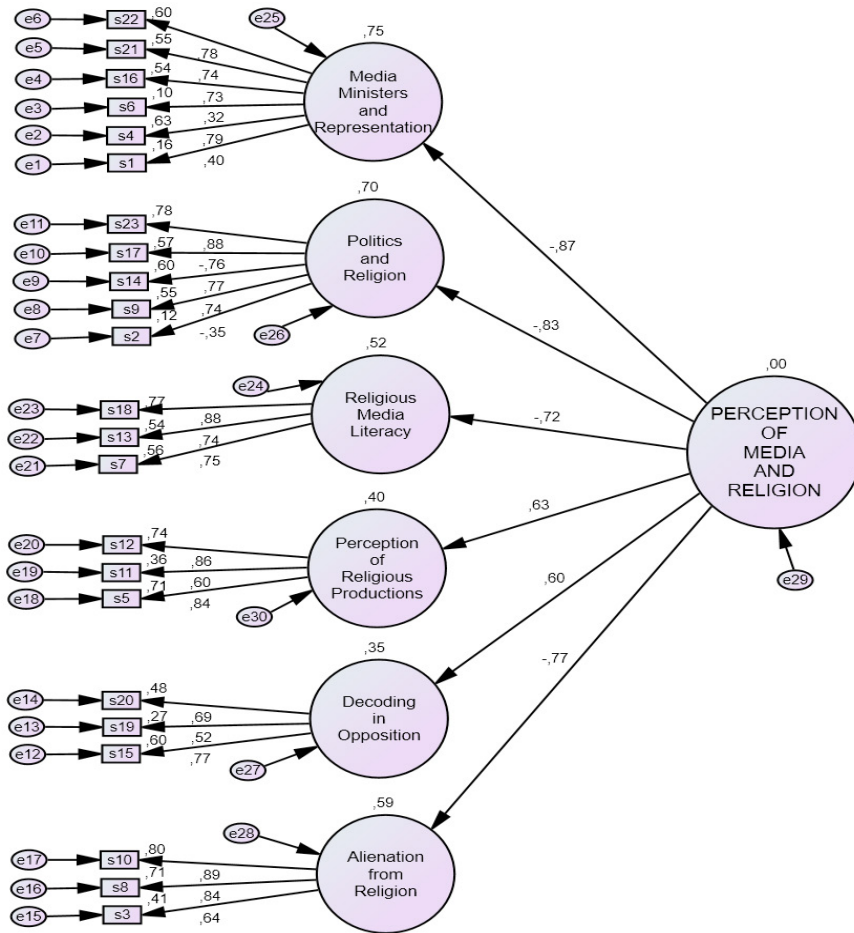 e6 s22 ,60
e5 s21 ,55
e4 s16 ,54
e3 s6 ,10
e2 s4 ,63
e1 s1 ,16
,78
,74
,73
,32
,79
,40
e25
,75
Media
Ministers
and
Representation
-,87
e11 s23 ,78
e10 s17 ,57
e9 s14 ,60
e8 s9 ,55
e7 s2 ,12
,88
-,76
,77
,74
-,35
,70
Politics
and
Religion
e26
-,83
e23 s18 ,77
e22 s13 ,54
e21 s7 ,56
,88
,74
,75
e24
,52
Religious
Media
Literacy
-,72
e20 s12 ,74
e19 s11 ,36
e18 s5 ,71
,86
,60
,84
,40
Perception
of
Religious
Productions
e30
,63
e14 s20 ,48
e13 s19 ,27
e12 s15 ,60
,69
,52
,77
,35
Decoding
in
Opposition
e27
,60
e17 s10 ,80
e16 s8 ,71
e15 s3 ,41
,89
,84
,64
e28
,59
Alienation
from
Religion
-,77
,00
PERCEPTION
OF
MEDIA
AND
RELIGION
e29